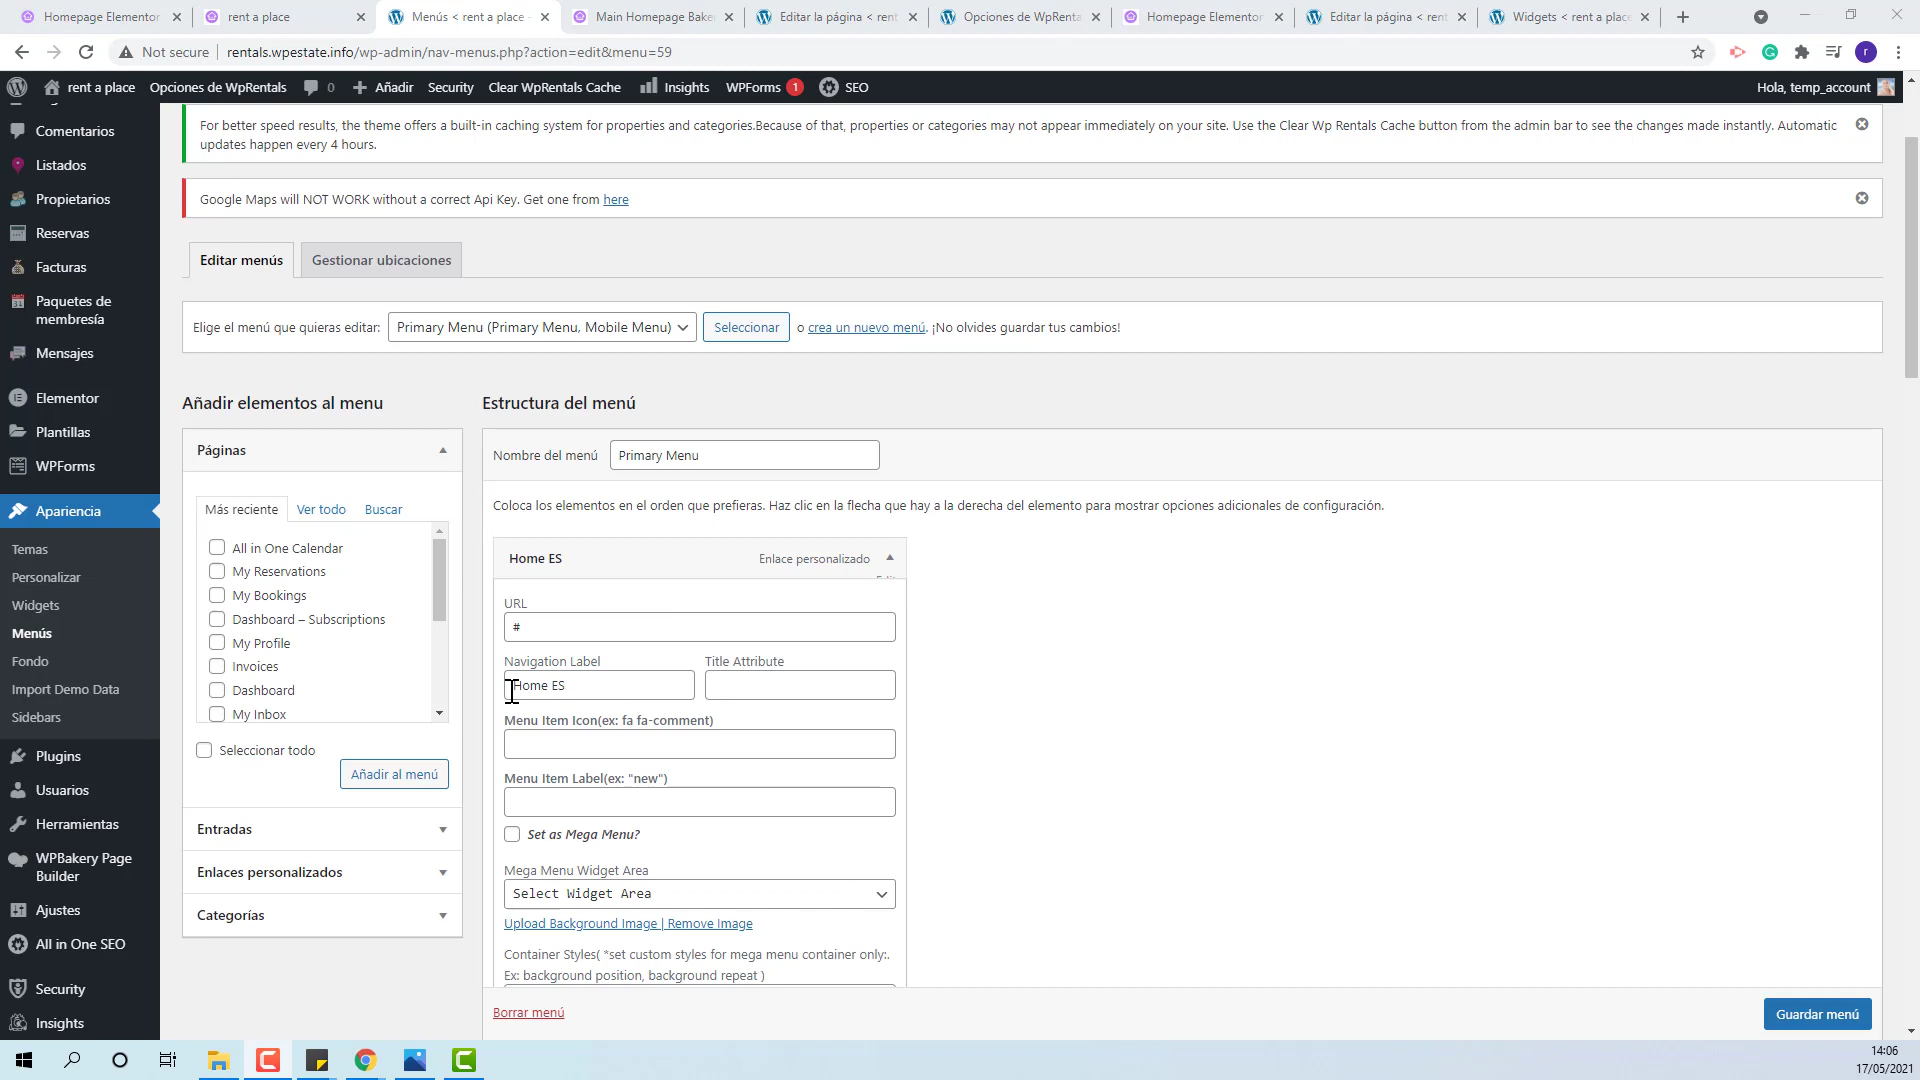 Homepage Elementor
rent a place
Menús < rent a place -
Main Homepage Bake
Editar la página < rent
Opciones de WpRenta
Homepage Elementor
Editar la página < rent
Widgets < rent a place
Not secure
rentals.wpestate.info/wp-admin/nav-menus.php?action=edit&menu=59
r
rent a place
Opciones de WpRentals
0
Añadir
Security
Clear WpRentals Cache
Insights
WPForms 1
SEO
Hola, temp_account
Comentarios
Listados
Propietarios
Reservas
Facturas
Paquetes de
membresía
Mensajes
Elementor
Plantillas
WPForms
Apariencia
Temas
Personalizar
Widgets
Menús
Fondo
Import Demo Data
Sidebars
Plugins
Usuarios
Herramientas
WPBakery Page
Builder
Ajustes
All in One SEO
Security
Insights
For better speed results, the theme offers a built-in caching system for properties and categories.Because of that, properties or categories may not appear immediately on your site. Use the Clear Wp Rentals Cache button from the admin bar to see the changes made instantly. Automatic
updates happen every 4 hours.
Google Maps will NOT WORK without a correct Api Key. Get one from here
Editar menús
Gestionar ubicaciones
Elige el menú que quieras editar:
Primary Menu (Primary Menu, Mobile Menu)
Seleccionar
o crea un nuevo menú. ¡No olvides guardar tus cambios!
Añadir elementos al menu
Páginas
Más reciente
Ver todo
Buscar
All in One Calendar
My Reservations
My Bookings
Dashboard – Subscriptions
My Profile
Invoices
Dashboard
My Inbox
Seleccionar todo
Añadir al menú
Entradas
Enlaces personalizados
Categorías
Estructura del menú
Nombre del menú
Primary Menu
Coloca los elementos en el orden que prefieras. Haz clic en la flecha que hay a la derecha del elemento para mostrar opciones adicionales de configuración.
Home ES
Enlace personalizado
URL
#
Navigation Label
Title Attribute
Home ES
Menu Item Icon(ex: fa fa-comment)
Menu Item Label(ex: "new")
Set as Mega Menu?
Mega Menu Widget Area
Select Widget Area
Upload Background Image | Remove Image
Container Styles( *set custom styles for mega menu container only:.
Ex: background position, background repeat )
Borrar menú
Guardar menú
14:06
17/05/2021